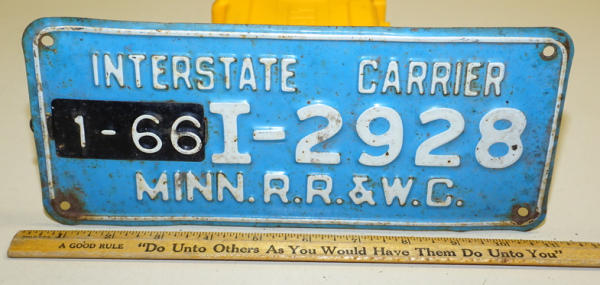 INTERSTATE CARRIER
1-66 I-2928
MINN.R.R.&W.C.
A GOOD RULE "Do Unto Others As You Would Have Them Do Unto You"